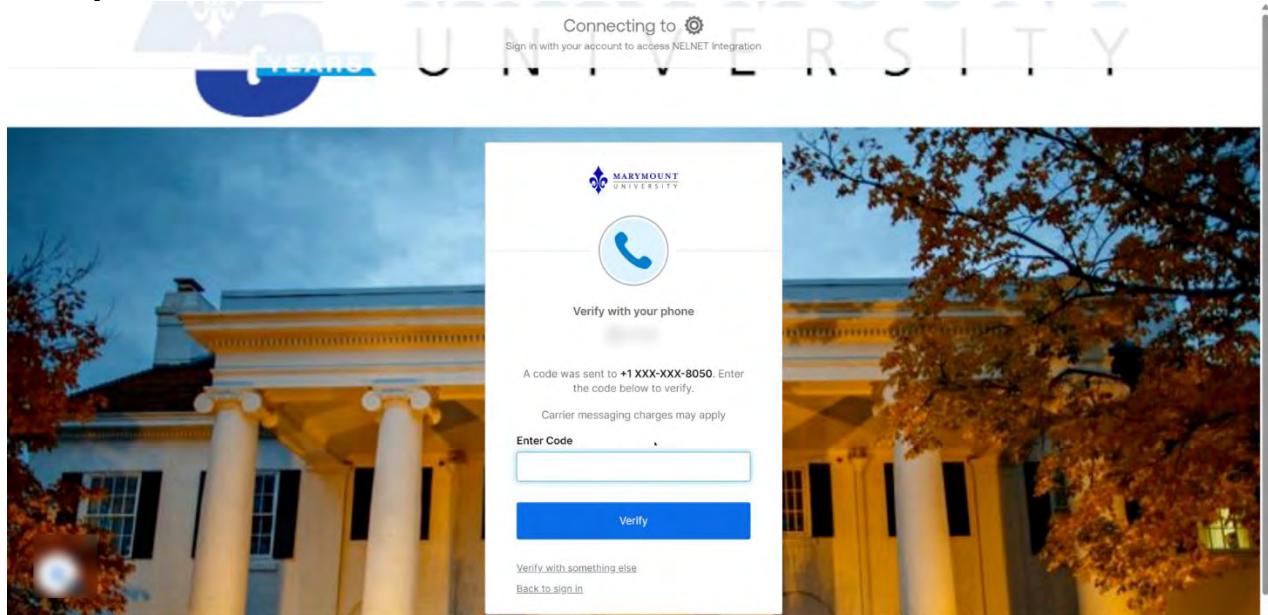 Connecting to
Sign in with your account to access NELNET Integration
YEARS
UNIVERSITY
MARYMOUNT
UNIVERSITY
Verify with your phone
A code was sent to +1 XXX-XXX-8050. Enter
the code below to verify.
Carrier messaging charges may apply
Enter Code
Verify
Verify with something else
Back to sign in